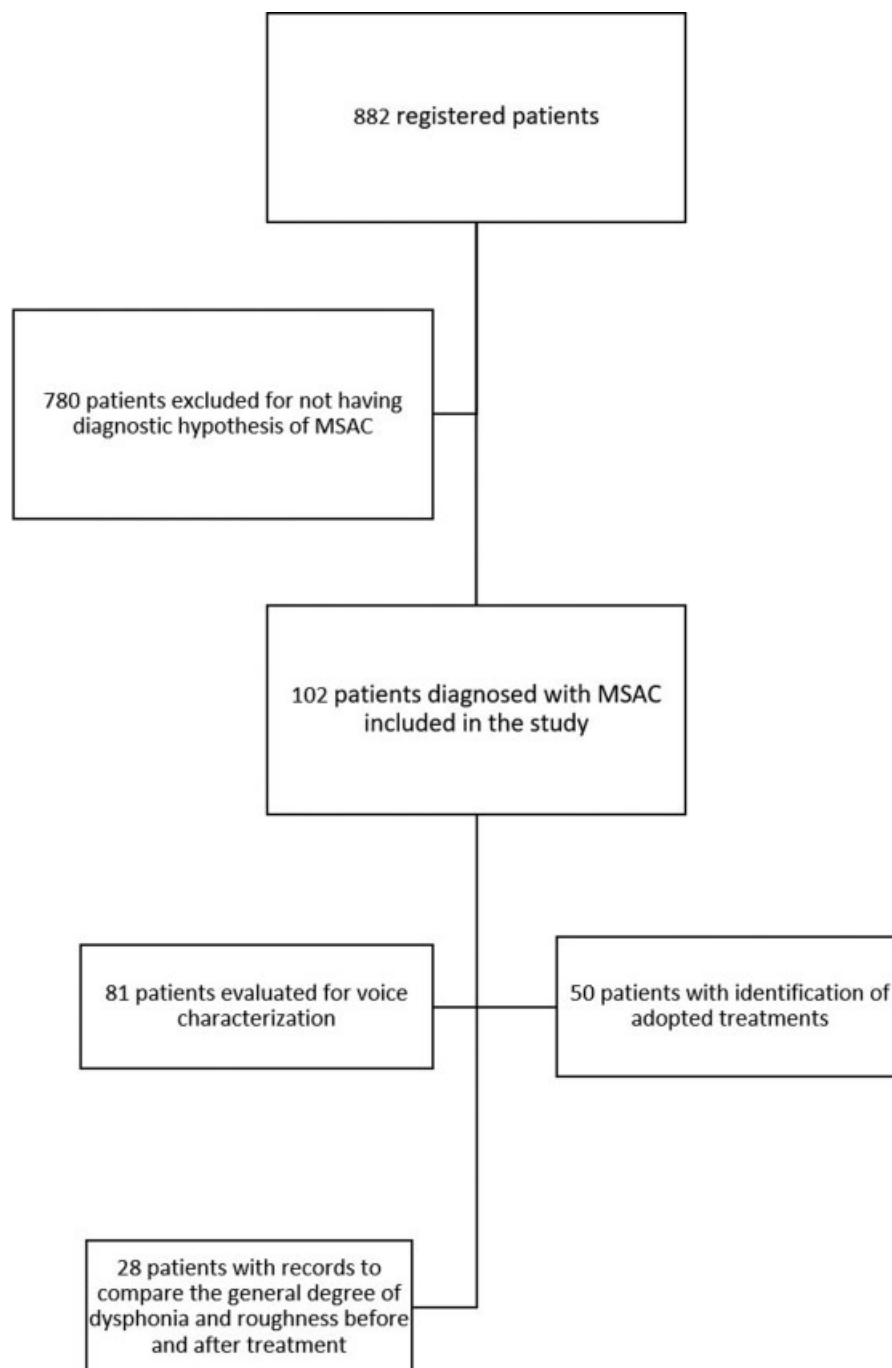 882 registered patients
780 patients excluded for not having
diagnostic hypothesis of MSAC
102 patients diagnosed with MSAC
included in the study
81 patients evaluated for voice
characterization
50 patients with identification of
adopted treatments
28 patients with records to
compare the general degree of
dysphonia and roughness before
and after treatment